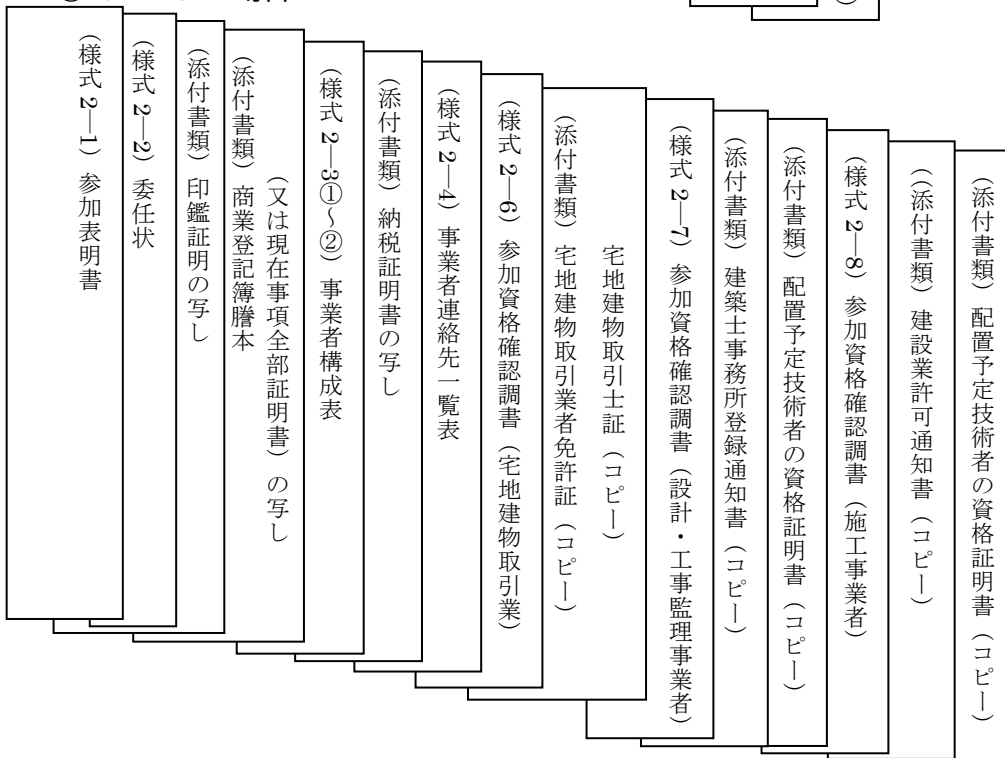 （様式 2―1）参加表明書
（様式 2―2）委任状
（添付書類）印鑑証明の写し
（添付書類）商業登記簿謄本
（又は現在事項全部証明書）の写し
（様式 2―3①～②）事業者構成表
（添付書類）納税証明書の写し
（様式 2―4）事業者連絡先一覧表
（様式 2―6）参加資格確認調書（宅地建物取引業）
（添付書類）宅地建物取引業者免許証（コピー）
宅地建物取引士証（コピー）
（様式 2―7）参加資格確認調書（設計・工事監理事業者）
（添付書類）建築士事務所登録通知書（コピー）
（添付書類）配置予定技術者の資格証明書（コピー）
（様式 2―8）参加資格確認調書（施工事業者）
（（添付書類）建設業許可通知書（コピー）
（添付書類）配置予定技術者の資格証明書（コピー）